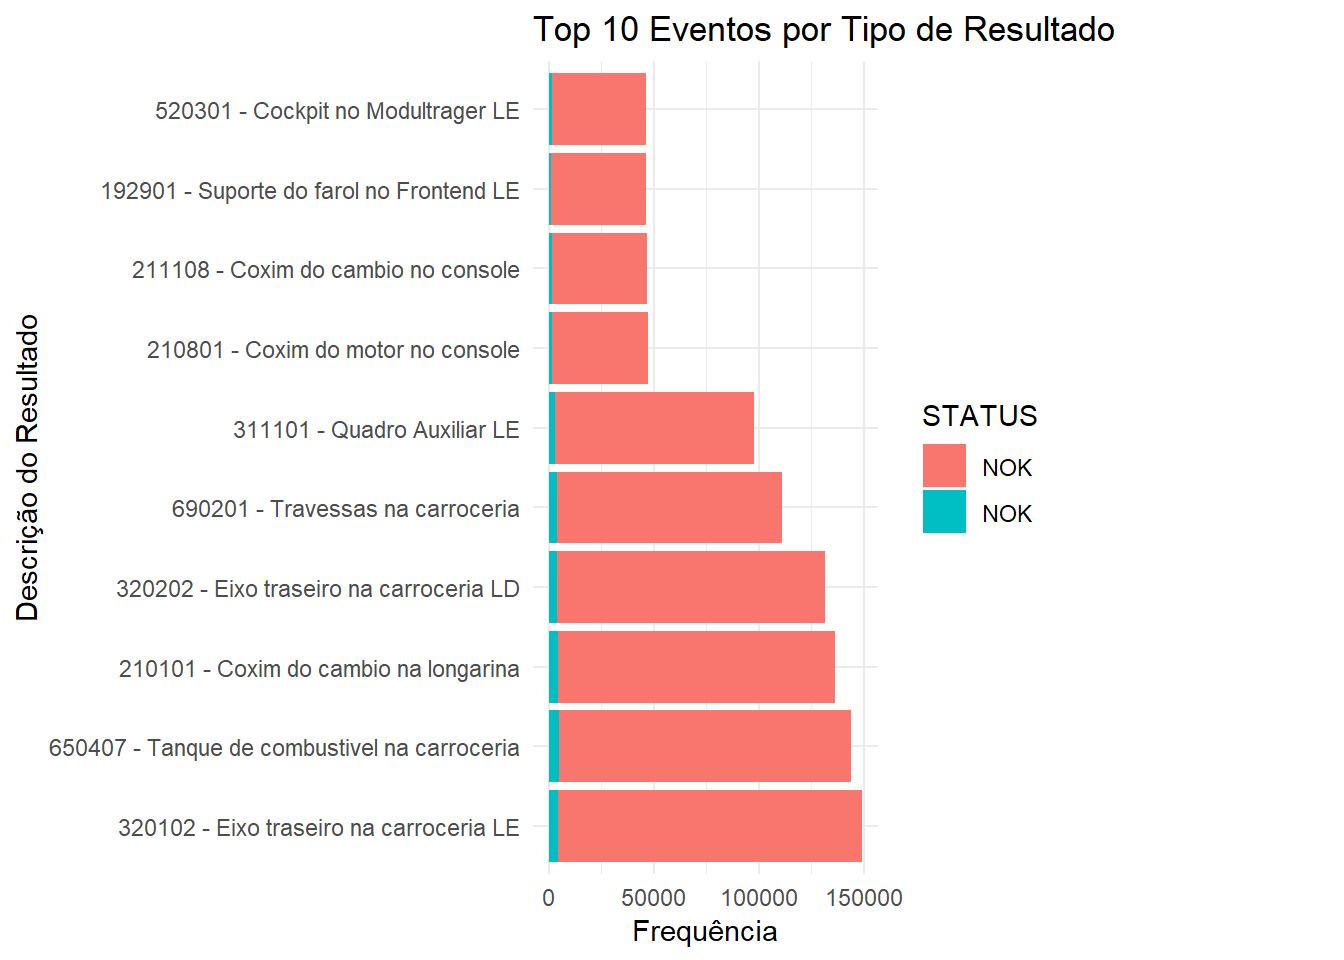 Top 10 Eventos por Tipo de Resultado
Descrição do Resultado
520301 - Cockpit no Modultrager LE
192901 - Suporte do farol no Frontend LE
211108 - Coxim do cambio no console
210801 - Coxim do motor no console
311101 - Quadro Auxiliar LE
690201 - Travessas na carroceria
320202 - Eixo traseiro na carroceria LD
210101 - Coxim do cambio na longarina
650407 - Tanque de combustivel na carroceria
320102 - Eixo traseiro na carroceria LE
0 50000 100000 150000
Frequência
STATUS
NOK
NOK